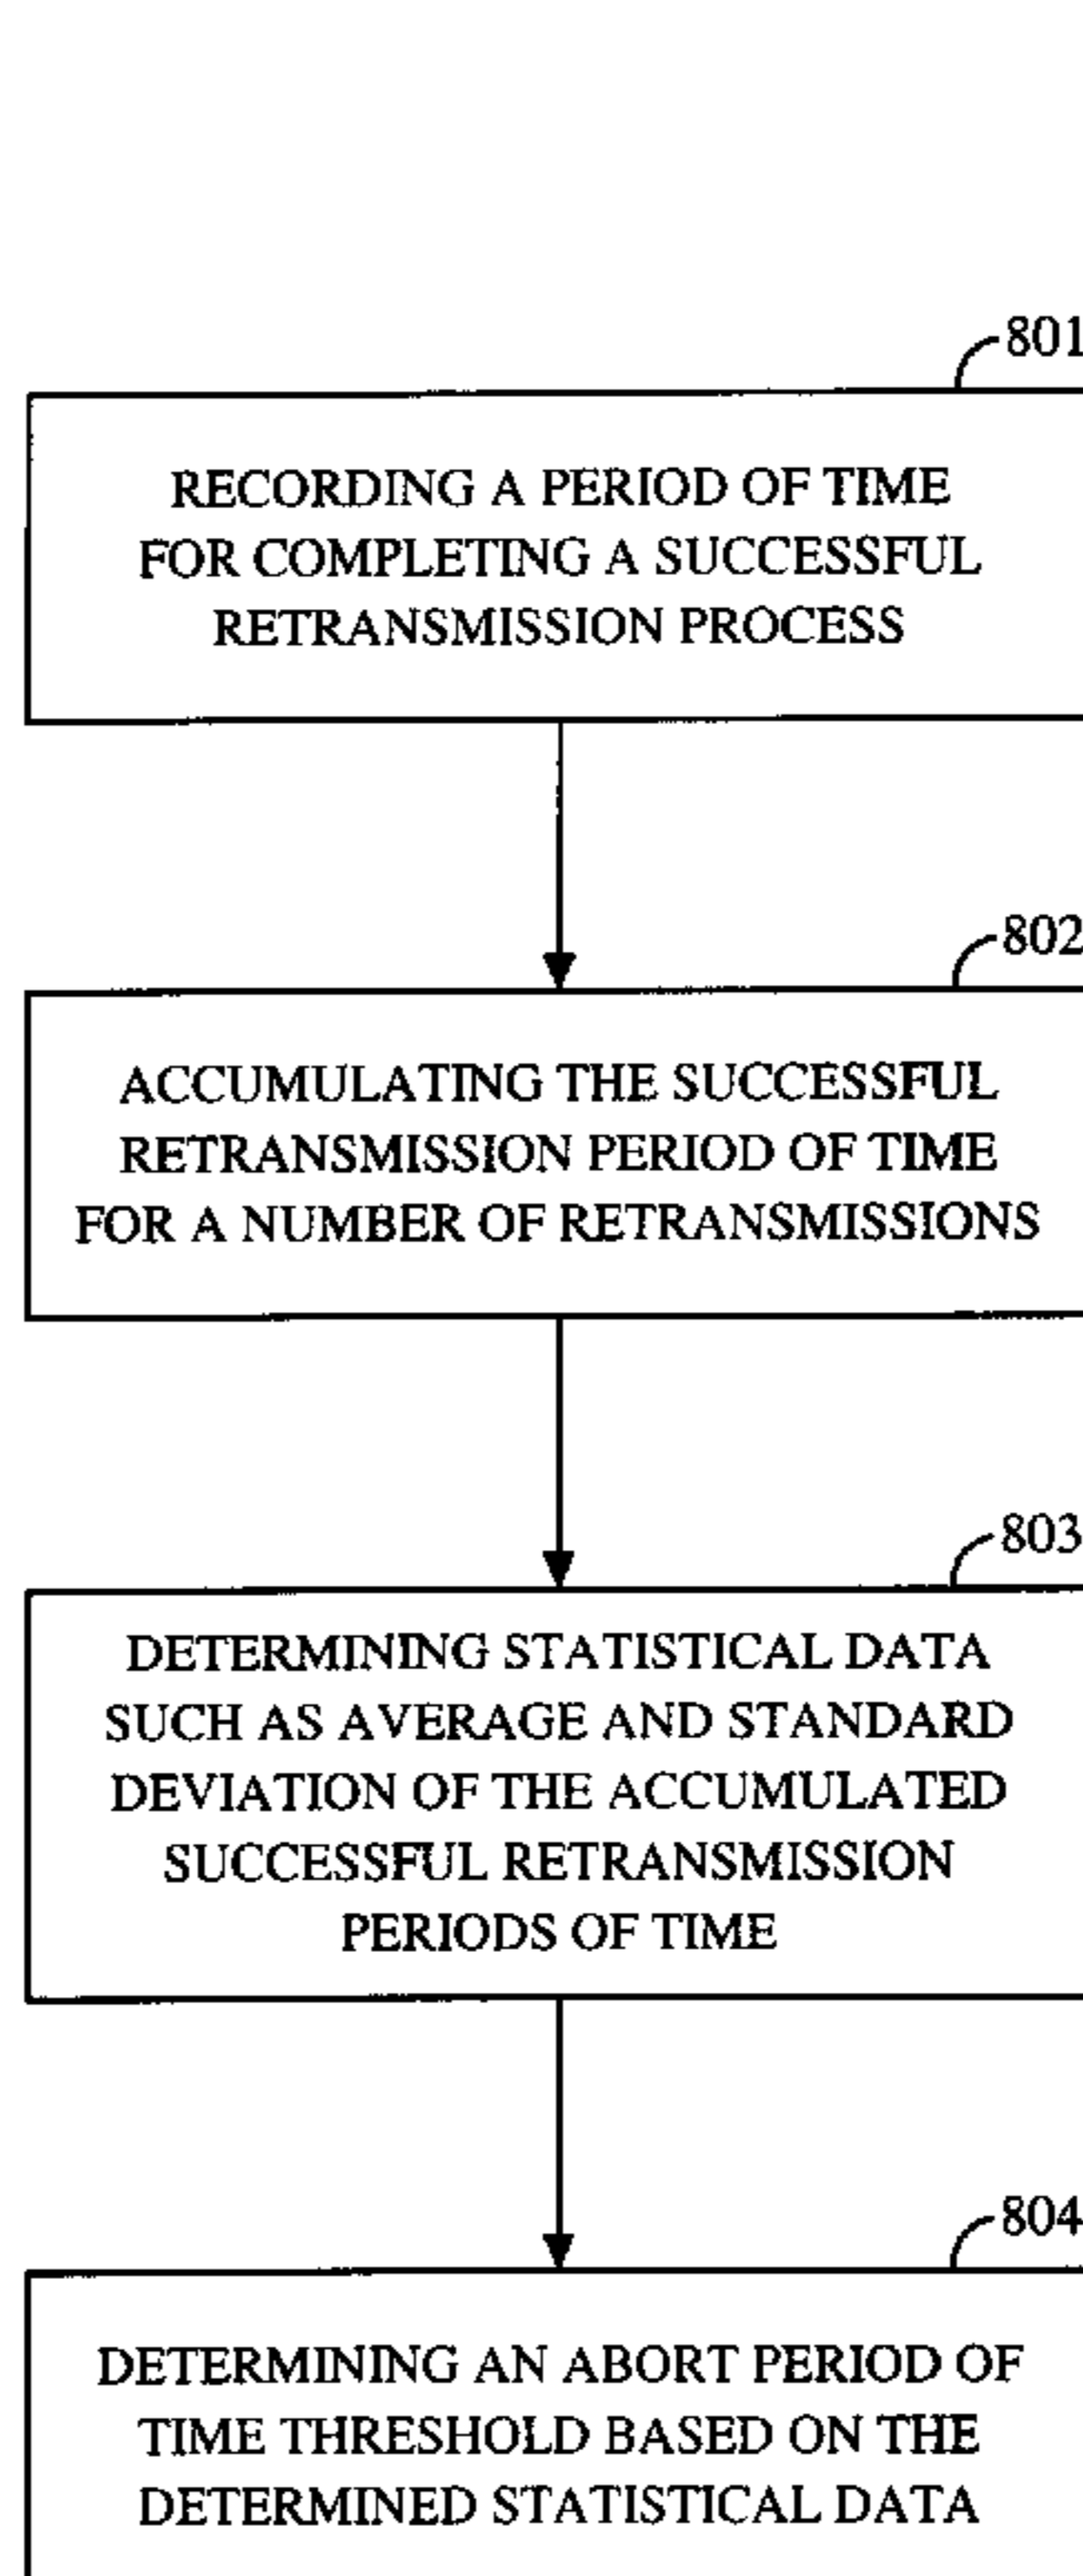 801
RECORDING A PERIOD OF TIME
FOR COMPLETING A SUCCESSFUL
RETRANSMISSION PROCESS
802
ACCUMULATING THE SUCCESSFUL
RETRANSMISSION PERIOD OF TIME
FOR A NUMBER OF RETRANSMISSIONS
803
DETERMINING STATISTICAL DATA
SUCH AS AVERAGE AND STANDARD
DEVIATION OF THE ACCUMULATED
SUCCESSFUL RETRANSMISSION
PERIODS OF TIME
804
DETERMINING AN ABORT PERIOD OF
TIME THRESHOLD BASED ON THE
DETERMINED STATISTICAL DATA